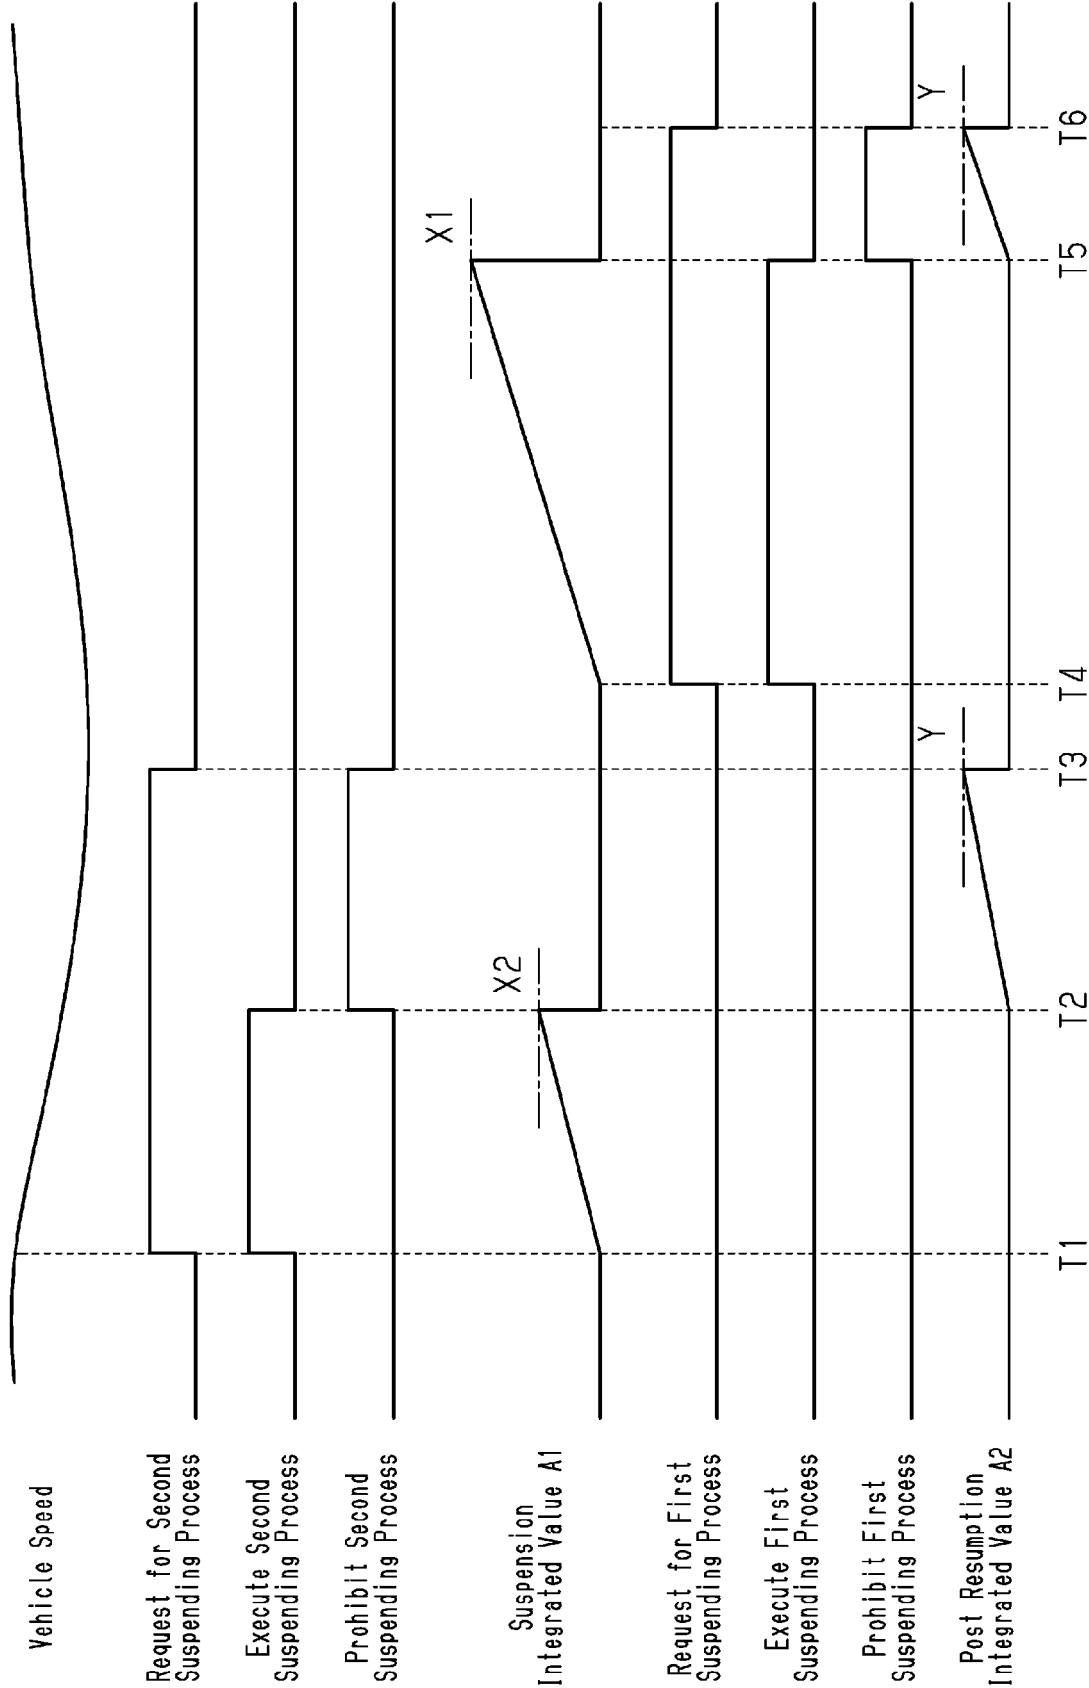 Vehicle Speed
Request for Second
Suspending Process
Execute Second
Suspending Process
Prohibit Second
Suspending Process
Suspension
Integrated Value A1
X2
X1
Request for First
Suspending Process
Execute First
Suspending Process
Prohibit First
Suspending Process
Post Resumption
Integrated Value A2
Y
Y
T1
T2
T3
T4
T5
T6